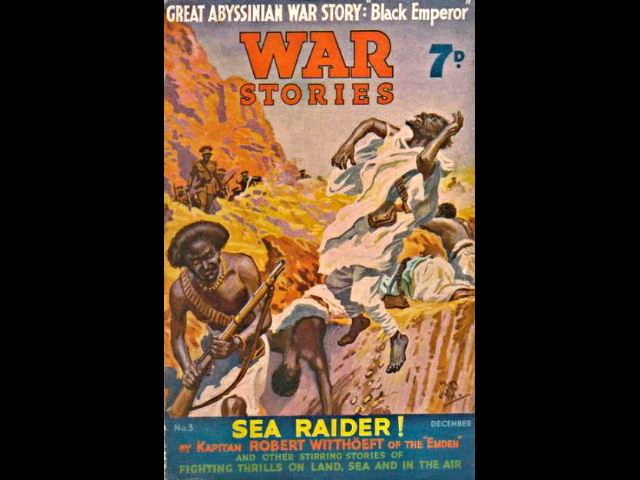 GREAT ABYSSINIAN WAR STORY: "Black Emperor"
WAR
STORIES
7D.
No. 3
SEA RAIDER!
DECEMBER
BY KAPITAN ROBERT WITTHÖEFT OF THE "EMDEN"
AND OTHER STIRRING STORIES OF
FIGHTING THRILLS ON LAND, SEA AND IN THE AIR